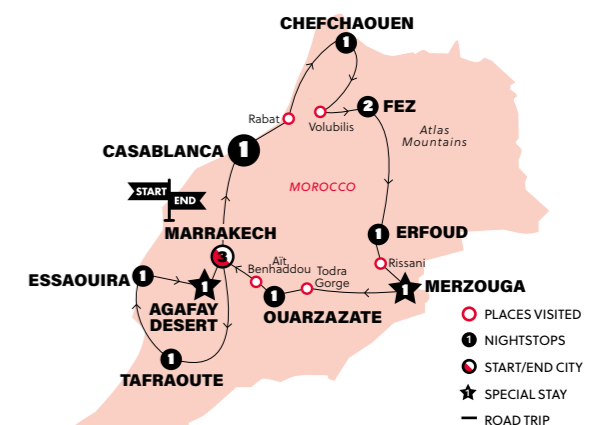 CHEFCHAOUEN
1
2
FEZ
Rabat
Volubilis
Atlas
Mountains
CASABLANCA
1
MOROCCO
START
END
MARRAKECH
3
1
ERFOUD
Rissani
Aït
Benhaddou
Todra
Gorge
1
MERZOUGA
ESSAOUIRA
1
1
AGAFAY
DESERT
1
OUARZAZATE
1
TAFRAOUTE
PLACES VISITED
1 NIGHTSTOPS
START/END CITY
1 SPECIAL STAY
ROAD TRIP